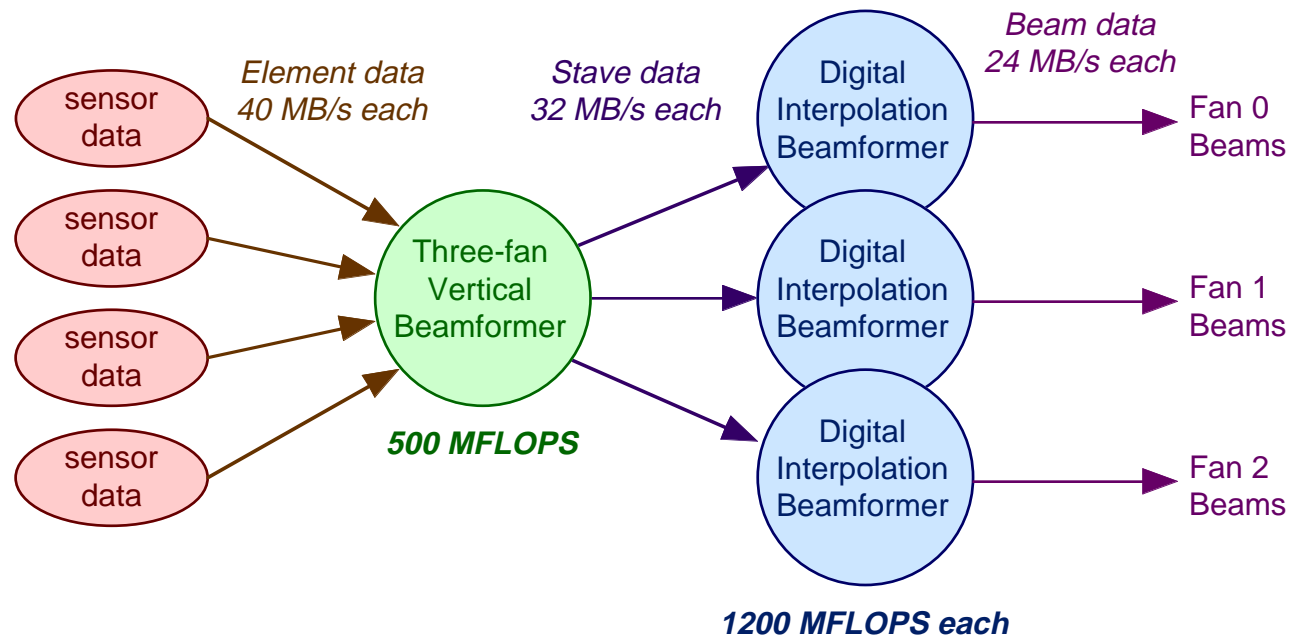 sensor
data
sensor
data
sensor
data
sensor
data
Element data
40 MB/s each
Three-fan
Vertical
Beamformer
500 MFLOPS
Stave data
32 MB/s each
Digital
Interpolation
Beamformer
Digital
Interpolation
Beamformer
Digital
Interpolation
Beamformer
1200 MFLOPS each
Beam data
24 MB/s each
Fan 0
Beams
Fan 1
Beams
Fan 2
Beams